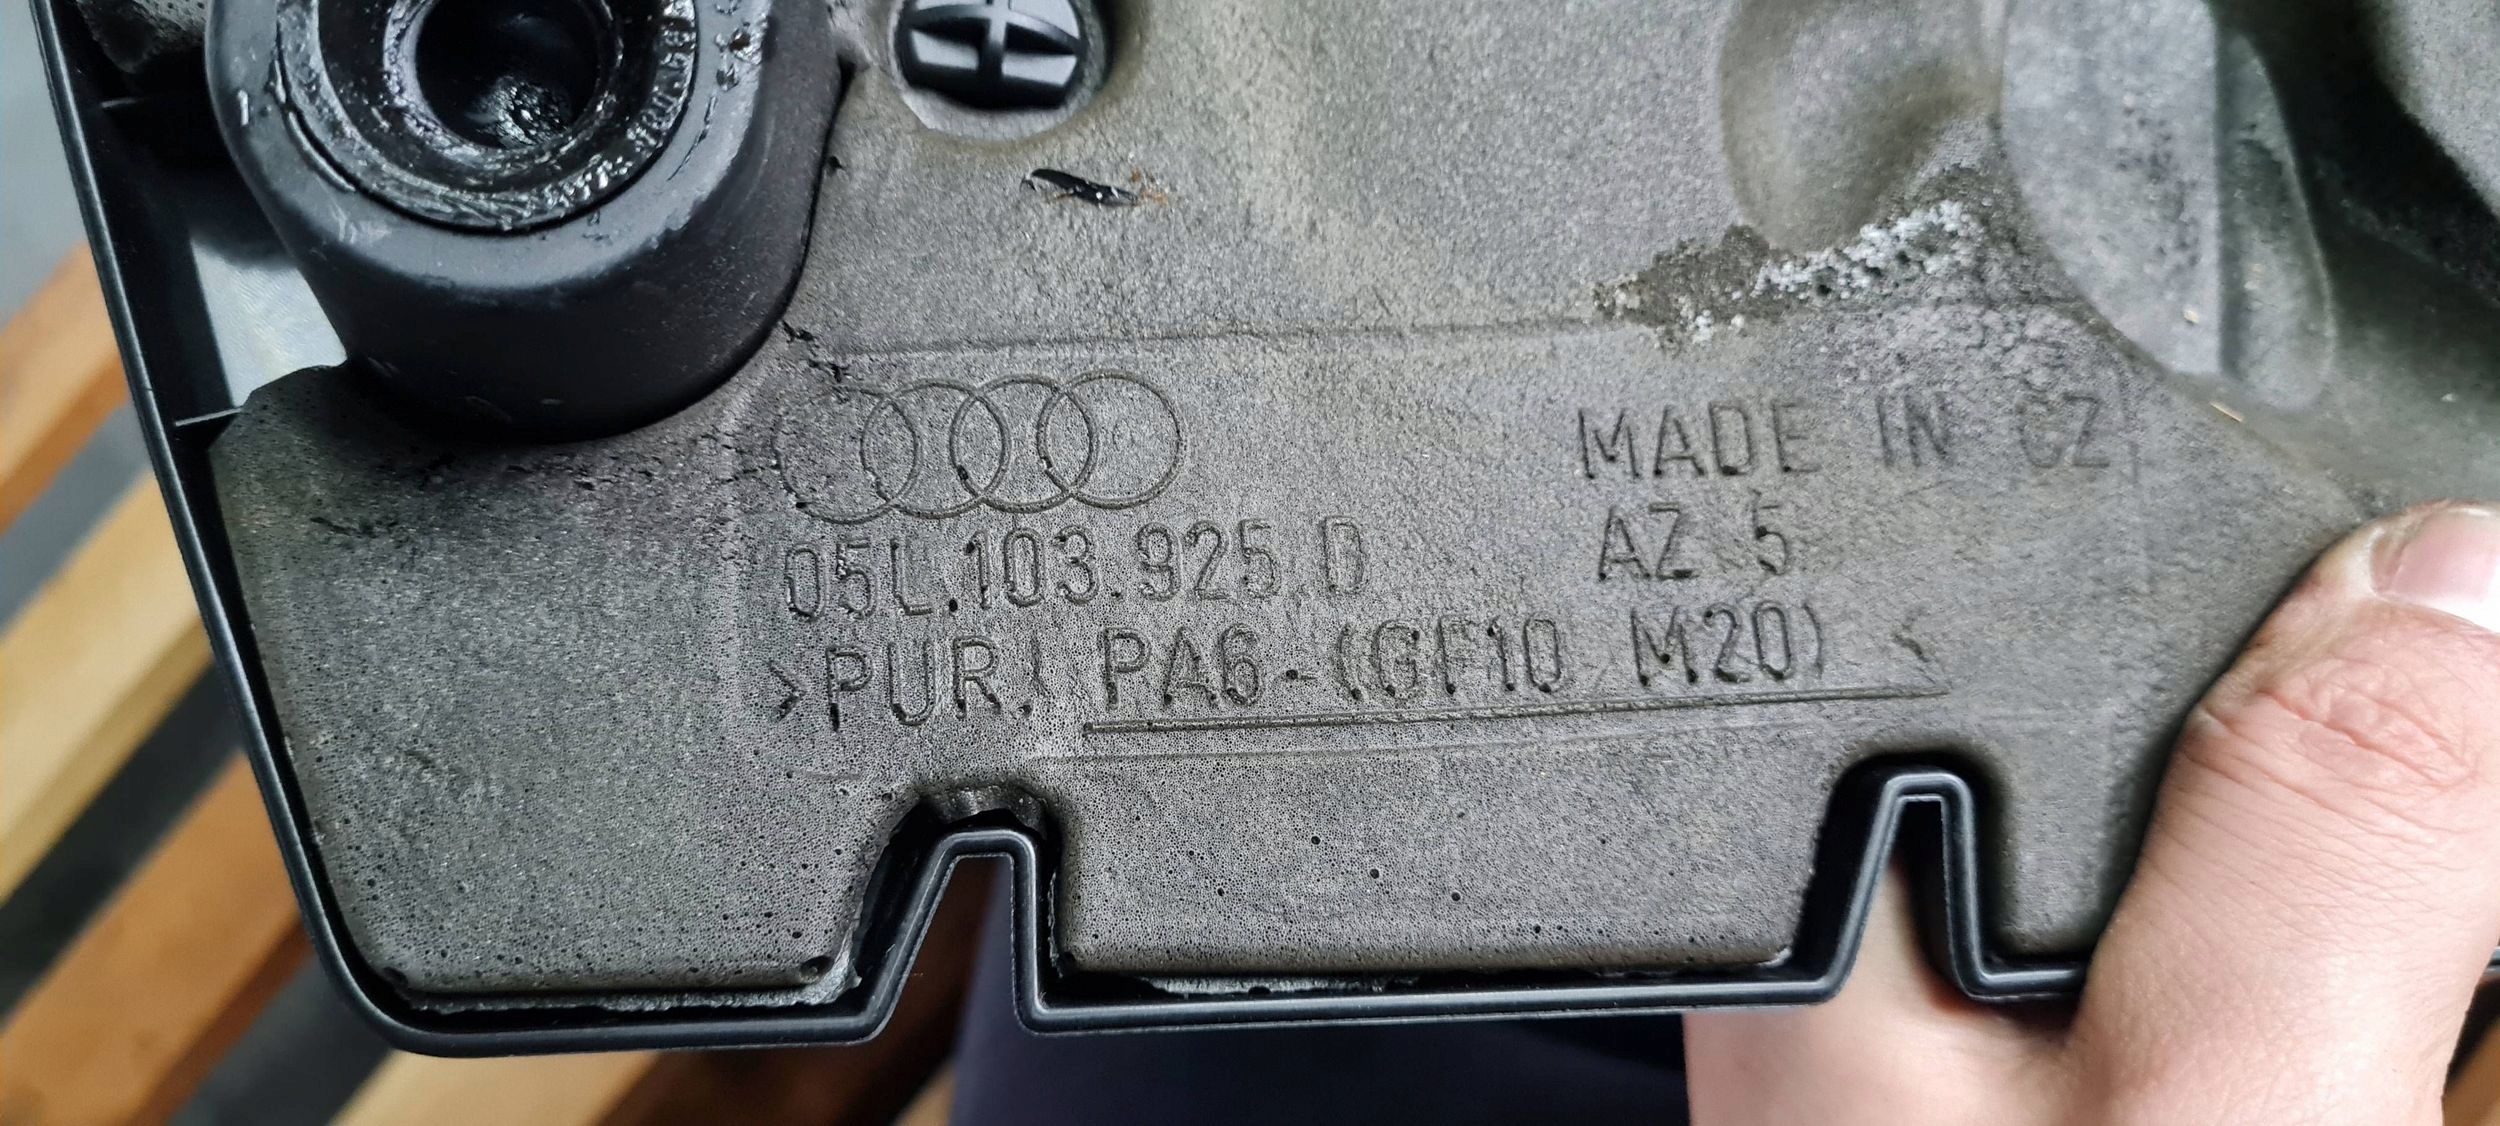 MADE IN CZ
05L.103.925.D
AZ 5
>PUR. PA6-(GF10 M20)<